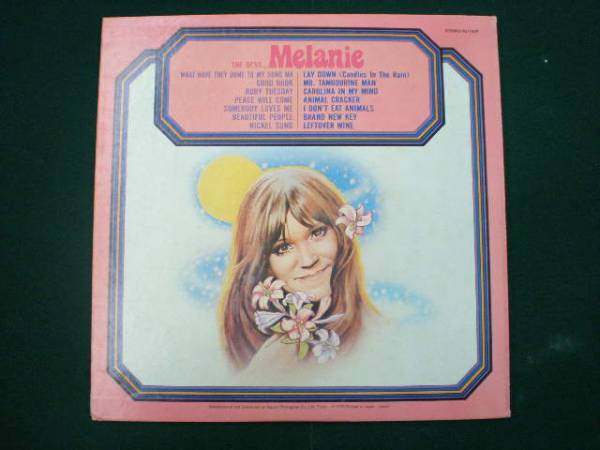 THE BEST... Melanie
WHAT HAVE THEY DONE TO MY SONG MA
GOOD BOOK
RUBY TUESDAY
PEACE WILL COME
SOMEBODY LOVES ME
BEAUTIFUL PEOPLE
NICKEL SONG
LAY DOWN (Candles In The Rain)
MR. TAMBOURINE MAN
CAROLINA IN MY MIND
ANIMAL CRACKER
I DON'T EAT ANIMALS
BRAND NEW KEY
LEFTOVER WINE